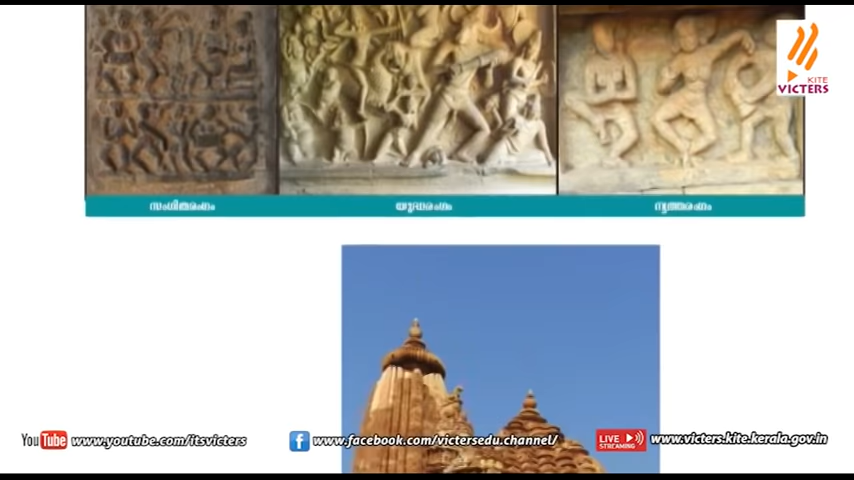 KITE
VICTERS
സംഗീതരംഗം
യുദ്ധരംഗം
നൃത്തരംഗം
You Tube www.youtube.com/itsvicters
f www.facebook.com/victersedu.channel/
LIVE STREAMING www.victers.kite.kerala.gov.in